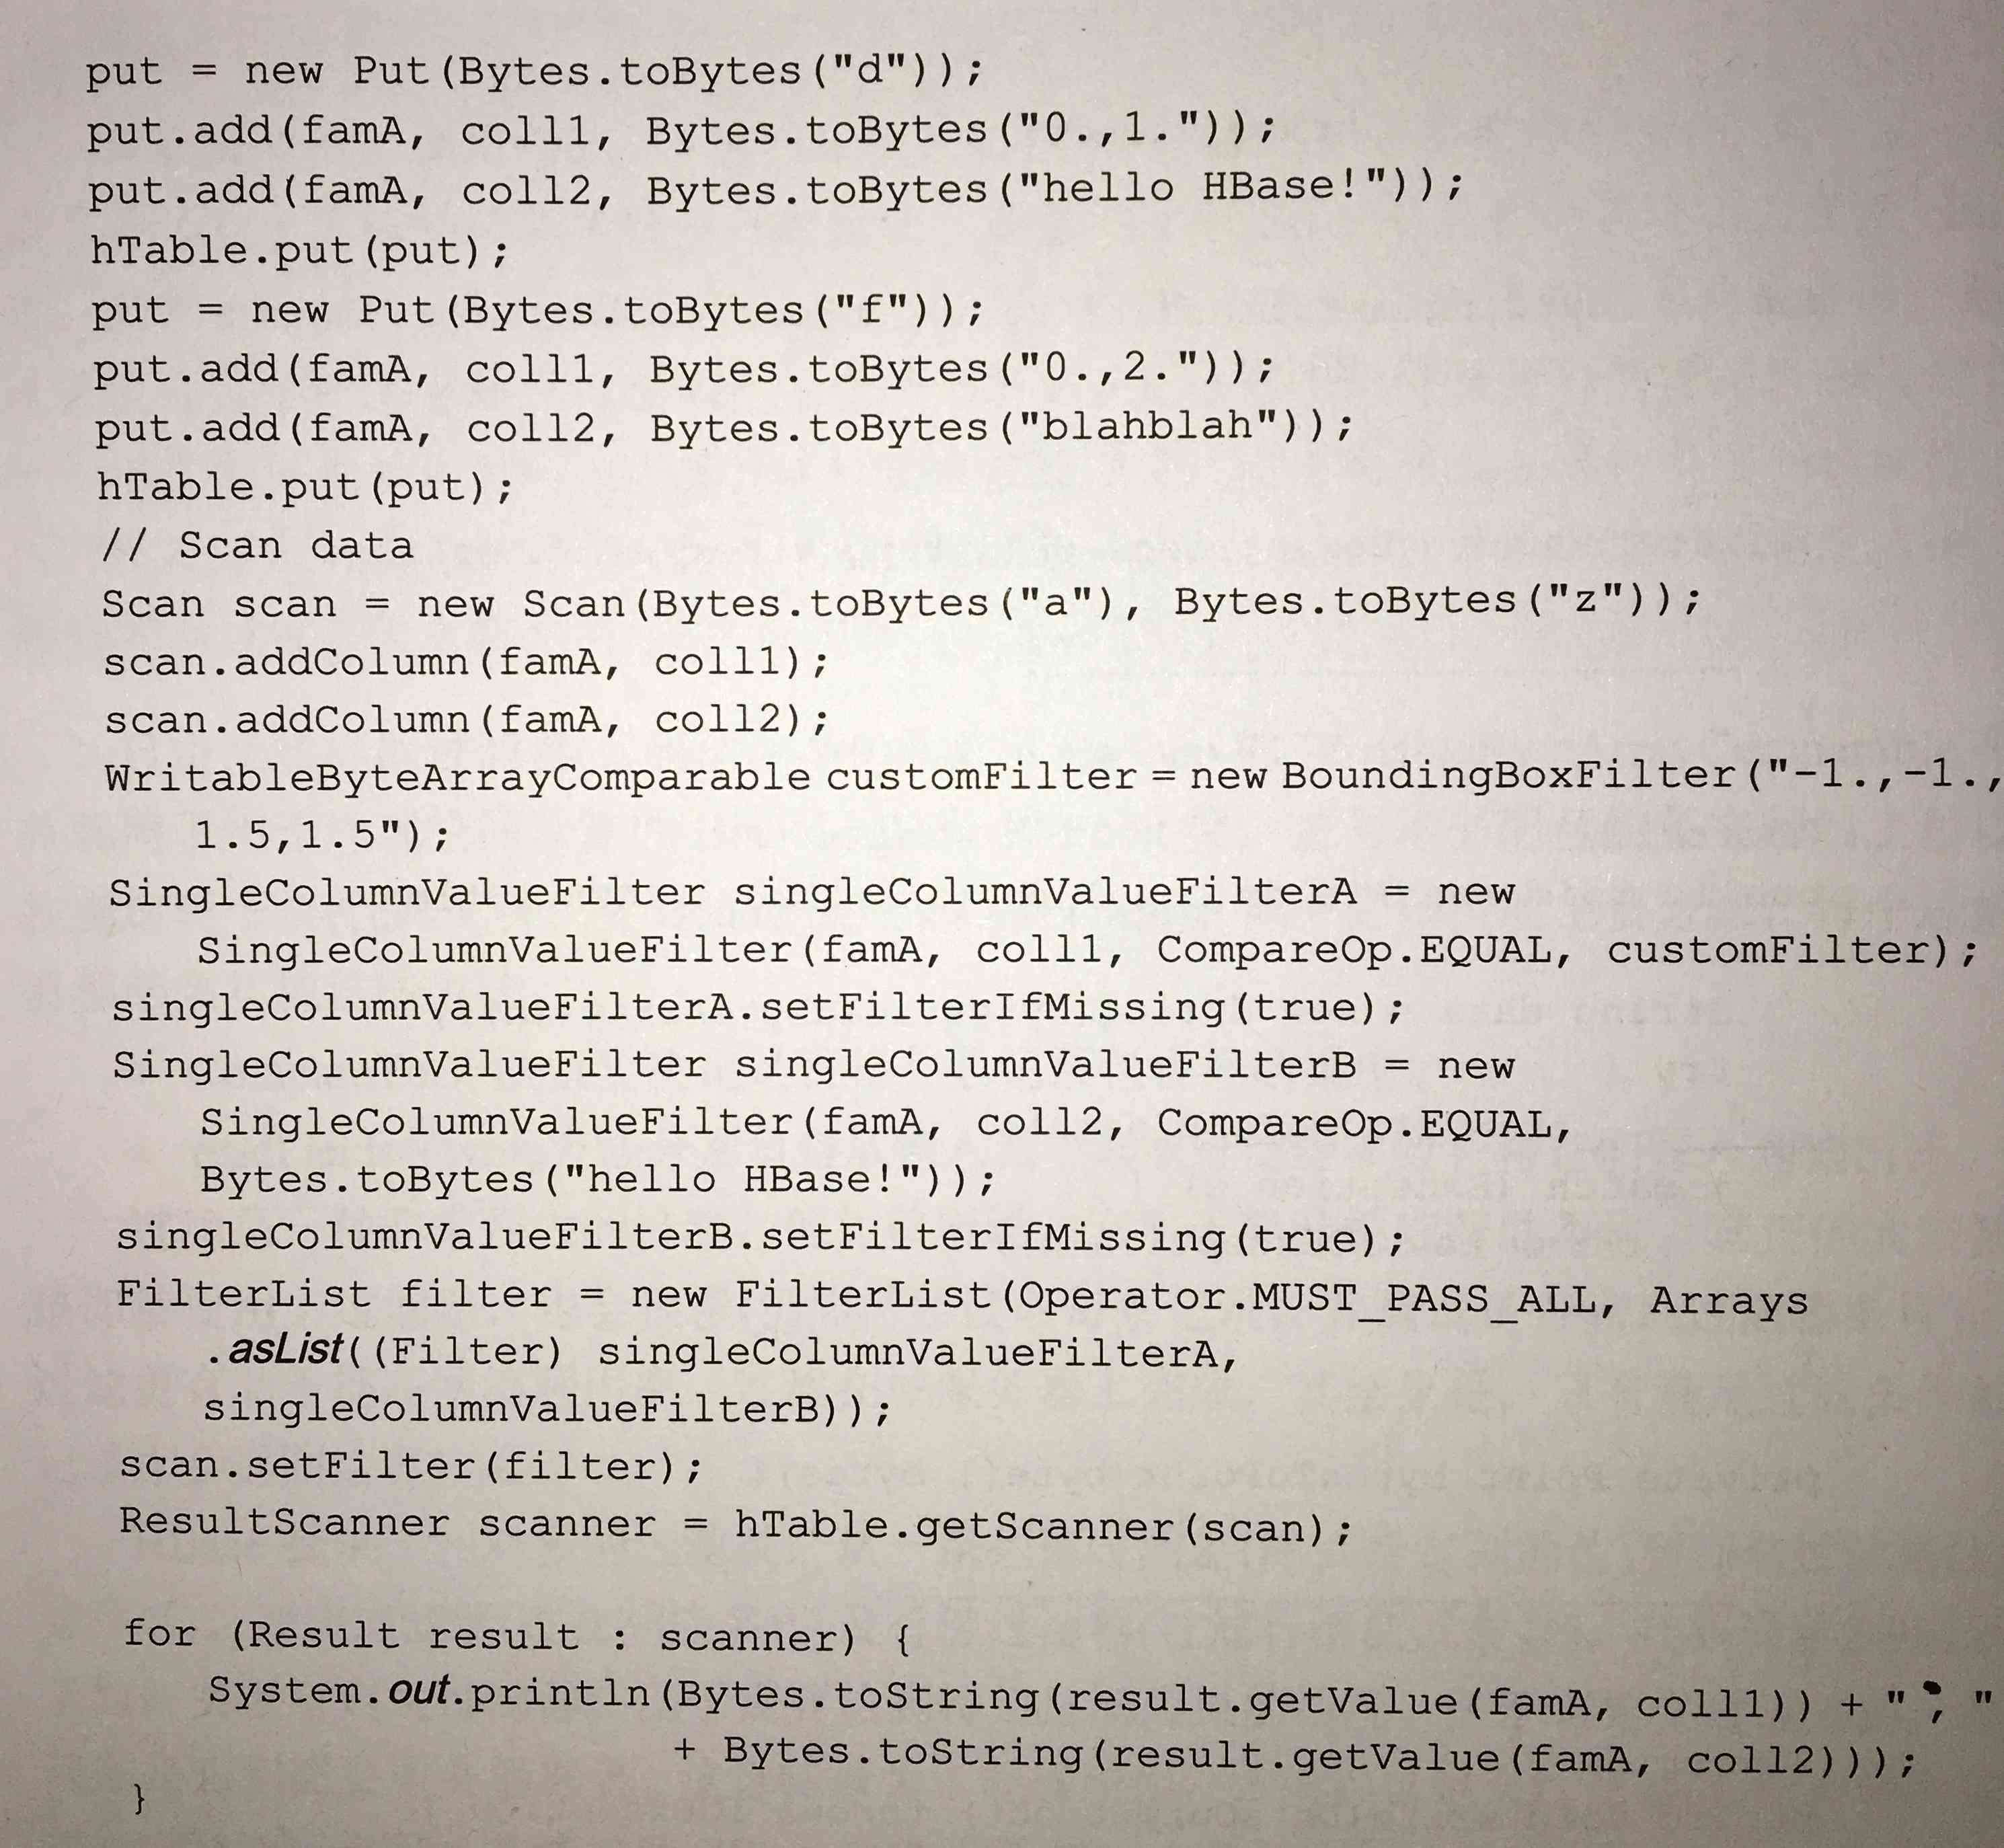 put = new Put(Bytes.toBytes("d"));
put.add(famA, coll1, Bytes.toBytes("0.,1."));
put.add(famA, coll2, Bytes.toBytes("hello HBase!"));
hTable.put(put);
put = new Put(Bytes.toBytes("f"));
put.add(famA, coll1, Bytes.toBytes("0.,2."));
put.add(famA, coll2, Bytes.toBytes("blahblah"));
hTable.put(put);
// Scan data
Scan scan = new Scan(Bytes.toBytes("a"), Bytes.toBytes("z"));
scan.addColumn(famA, coll1);
scan.addColumn(famA, coll2);
WritableByteArrayComparable customFilter = new BoundingBoxFilter("-1.,-1.,
1.5,1.5");
SingleColumnValueFilter singleColumnValueFilterA = new
SingleColumnValueFilter(famA, coll1, CompareOp.EQUAL, customFilter);
singleColumnValueFilterA.setFilterIfMissing(true);
SingleColumnValueFilter singleColumnValueFilterB = new
SingleColumnValueFilter(famA, coll2, CompareOp.EQUAL,
Bytes.toBytes("hello HBase!"));
singleColumnValueFilterB.setFilterIfMissing(true);
FilterList filter = new FilterList(Operator.MUST_PASS_ALL, Arrays
.asList((Filter) singleColumnValueFilterA,
singleColumnValueFilterB));
scan.setFilter(filter);
ResultScanner scanner = hTable.getScanner(scan);
for (Result result : scanner) {
System.out.println(Bytes.toString(result.getValue(famA, coll1)) + " , "
+ Bytes.toString(result.getValue(famA, coll2)));
}